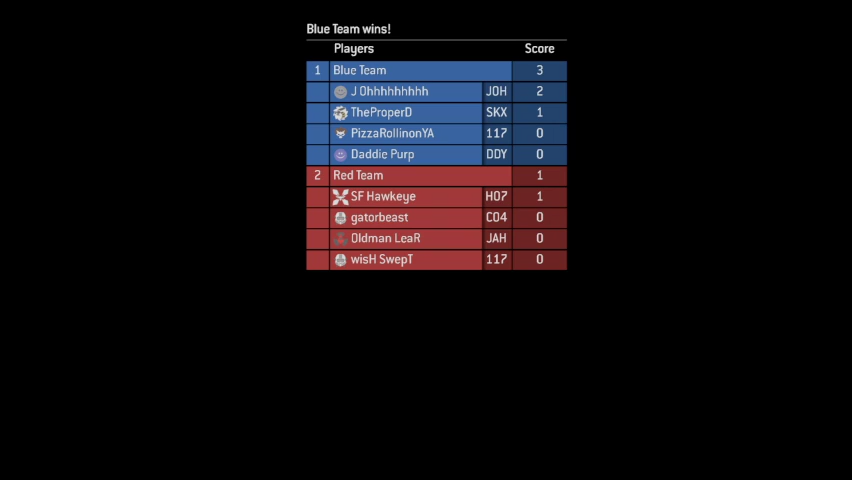 Blue Team wins!
Players Score
1 Blue Team 3
J Ohhhhhhhhh JOH 2
TheProperD SKX 1
PizzaRollinonYA 117 0
Daddie Purp DDY 0
2 Red Team 1
SF Hawkeye H07 1
gatorbeast C04 0
Oldman LeaR JAH 0
wisH SwepT 117 0